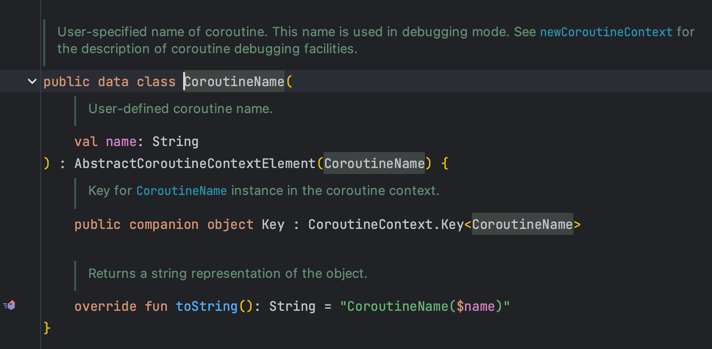 User-specified name of coroutine. This name is used in debugging mode. See newCoroutineContext for
the description of coroutine debugging facilities.
public data class CoroutineName(
User-defined coroutine name.
val name: String
) : AbstractCoroutineContextElement(CoroutineName) {
Key for CoroutineName instance in the coroutine context.
public companion object Key : CoroutineContext.Key<CoroutineName>
Returns a string representation of the object.
override fun toString(): String = "CoroutineName($name)"
}